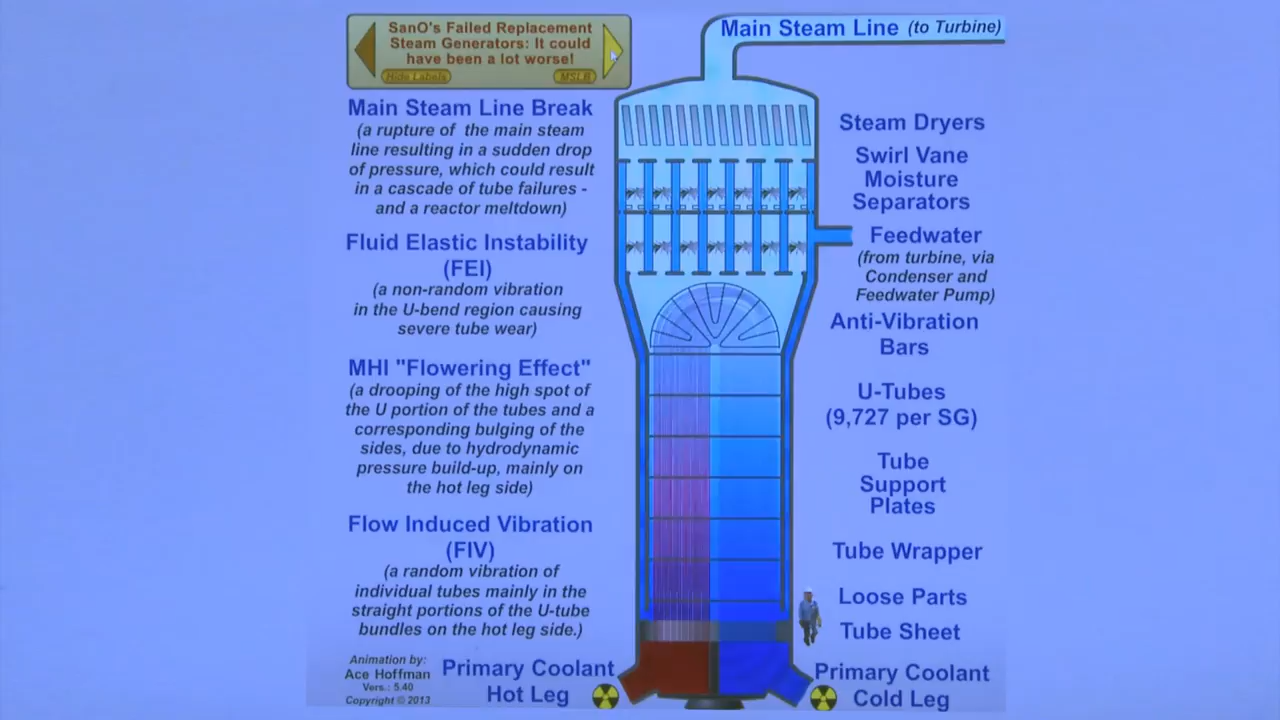 SanO's Failed Replacement
Steam Generators: It could
have been a lot worse!
Hide Labels
MSLB
Main Steam Line (to Turbine)
Main Steam Line Break
(a rupture of the main steam
line resulting in a sudden drop
of pressure, which could result
in a cascade of tube failures -
and a reactor meltdown)
Fluid Elastic Instability
(FEI)
(a non-random vibration
in the U-bend region causing
severe tube wear)
MHI "Flowering Effect"
(a drooping of the high spot of
the U portion of the tubes and a
corresponding bulging of the
sides, due to hydrodynamic
pressure build-up, mainly on
the hot leg side)
Flow Induced Vibration
(FIV)
(a random vibration of
individual tubes mainly in the
straight portions of the U-tube
bundles on the hot leg side.)
Animation by:
Ace Hoffman
Vers.: 5.40
Copyright © 2013
Primary Coolant
Hot Leg
Steam Dryers
Swirl Vane
Moisture
Separators
Feedwater
(from turbine, via
Condenser and
Feedwater Pump)
Anti-Vibration
Bars
U-Tubes
(9,727 per SG)
Tube
Support
Plates
Tube Wrapper
Loose Parts
Tube Sheet
Primary Coolant
Cold Leg